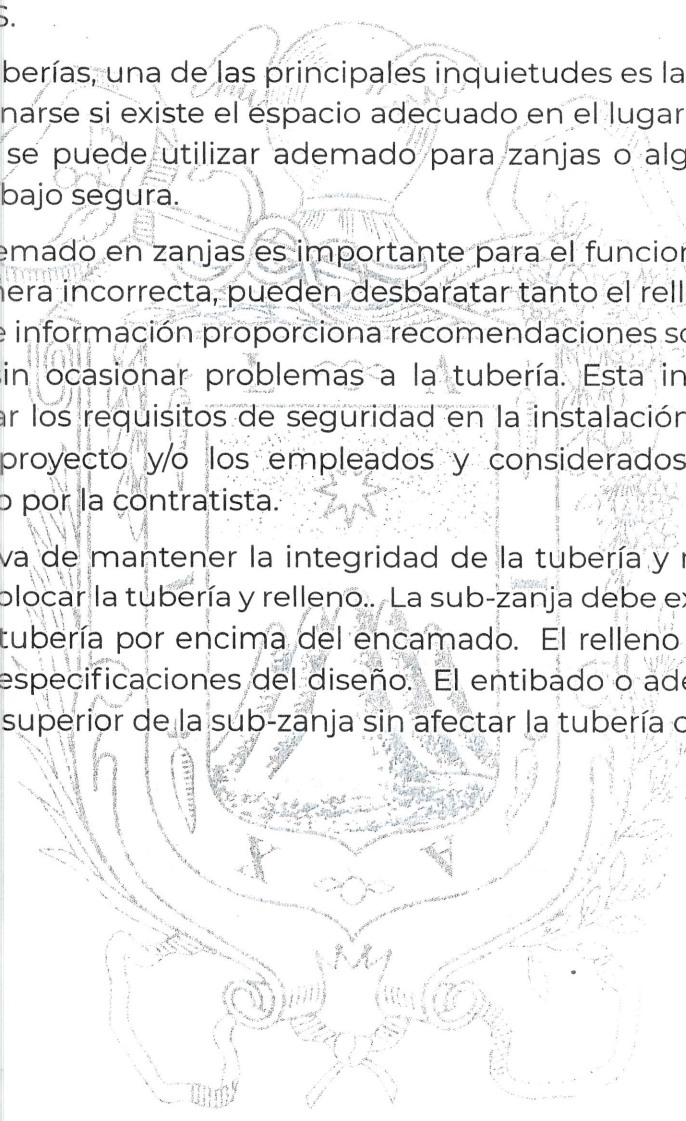 S.
berías, una de las principales inquietudes es la
narse si existe el espacio adecuado en el lugar
se puede utilizar ademado para zanjas o alg
bajo segura.
emado en zanjas es importante para el funcion
era incorrecta, pueden desbaratar tanto el rell
e información proporciona recomendaciones so
in ocasionar problemas a la tubería. Esta in
ar los requisitos de seguridad en la instalación
proyecto y/o los empleados y considerados
o por la contratista.
va de mantener la integridad de la tubería y r
olocar la tubería y relleno.. La sub-zanja debe ex
tubería por encima del encamado. El relleno
especificaciones del diseño. El entibado o ade
superior de la sub-zanja sin afectar la tubería o